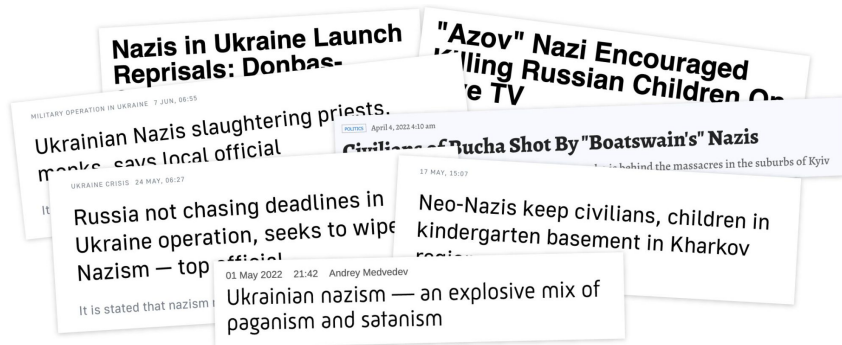 Nazis in Ukraine Launch
Reprisals: Donbas-
"Azov" Nazi Encouraged
Killing Russian Children On
TV
MILITARY OPERATION IN UKRAINE 7 JUN, 06:55
Ukrainian Nazis slaughtering priests,
monks, says local official
It
POLITICS April 4, 2022 4:10 am
Civilians of Bucha Shot By "Boatswain's" Nazis
is behind the massacres in the suburbs of Kyiv
UKRAINE CRISIS 24 MAY, 06:27
Russia not chasing deadlines in
Ukraine operation, seeks to wipe
Nazism — top official
It is stated that nazism
17 MAY, 15:07
Neo-Nazis keep civilians, children in
kindergarten basement in Kharkov
region
01 May 2022 21:42 Andrey Medvedev
Ukrainian nazism — an explosive mix of
paganism and satanism